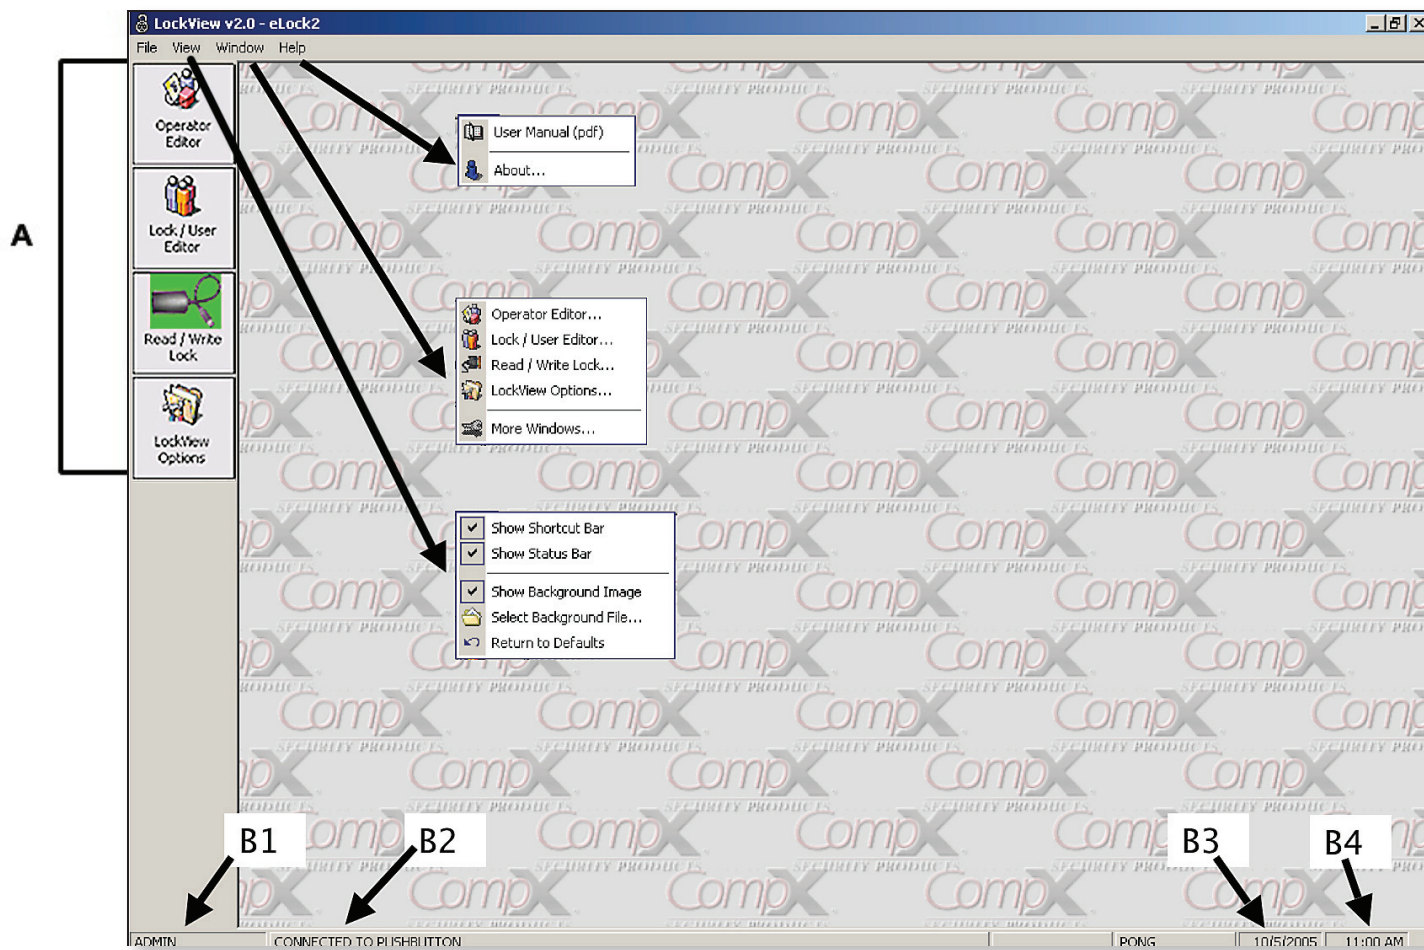 LockView v2.0 - eLock2
File View Window Help
A
Operator
Editor
Lock / User
Editor
Read / Write
Lock
LockView
Options
User Manual (pdf)
About...
Operator Editor...
Lock / User Editor...
Read / Write Lock...
LockView Options...
More Windows...
Show Shortcut Bar
Show Status Bar
Show Background Image
Select Background File...
Return to Defaults
CompX
SECURITY PRODUCTS
B1
B2
B3
B4
ADMIN
CONNECTED TO PUSHBUTTON
PONG
10/5/2005
11:00 AM